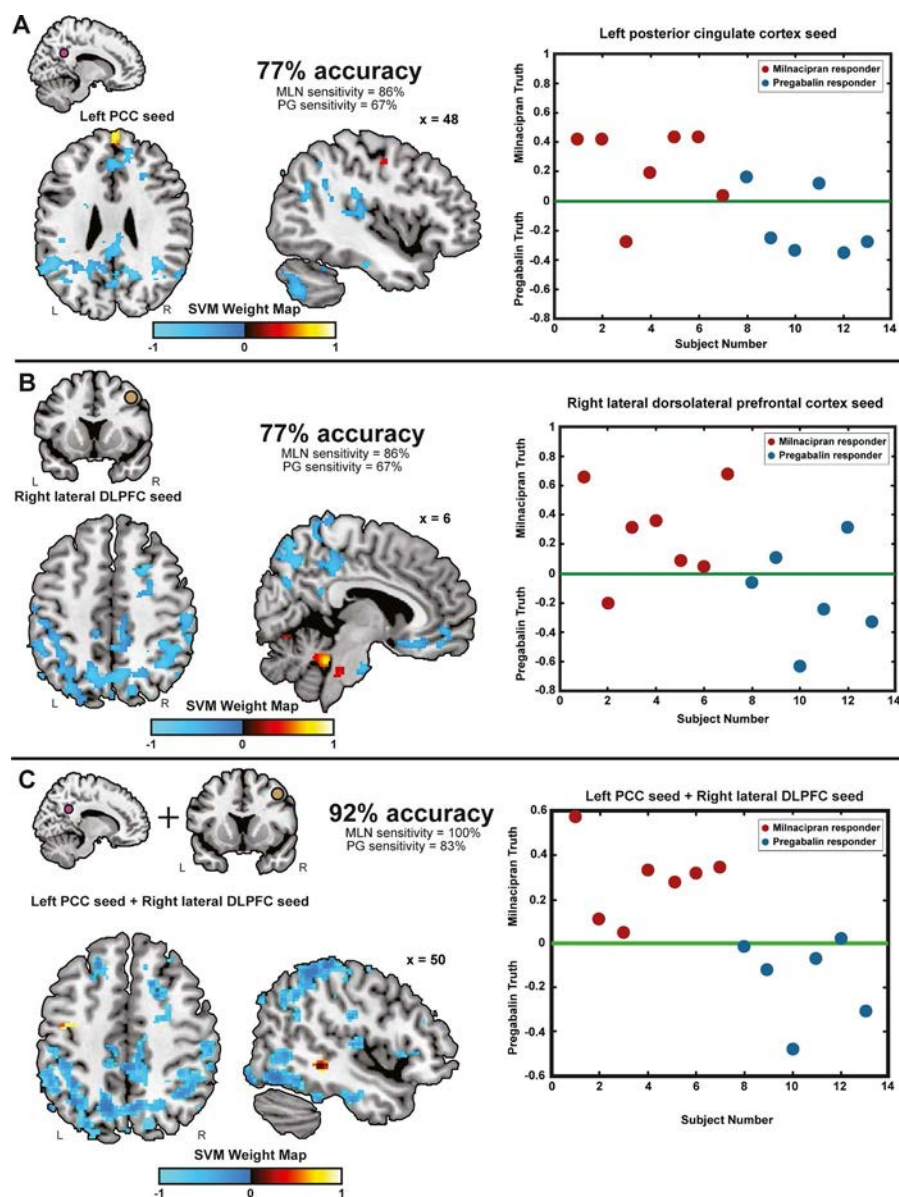 A
Left PCC seed
77% accuracy
MLN sensitivity = 86%
PG sensitivity = 67%
x = 48
L R
SVM Weight Map
-1 0 1
Left posterior cingulate cortex seed
Milnacipran responder
Pregabalin responder
Milnacipran Truth
Pregabalin Truth
1
0.8
0.6
0.4
0.2
0
-0.2
-0.4
-0.6
-0.8
0 2 4 6 8 10 12 14
Subject Number
B
L R
Right lateral DLPFC seed
77% accuracy
MLN sensitivity = 86%
PG sensitivity = 67%
x = 6
L R
SVM Weight Map
-1 0 1
Right lateral dorsolateral prefrontal cortex seed
Milnacipran responder
Pregabalin responder
Milnacipran Truth
Pregabalin Truth
1
0.8
0.6
0.4
0.2
0
-0.2
-0.4
-0.6
-0.8
0 2 4 6 8 10 12 14
Subject Number
C
+
L R
92% accuracy
MLN sensitivity = 100%
PG sensitivity = 83%
Left PCC seed + Right lateral DLPFC seed
x = 50
L R
SVM Weight Map
-1 0 1
Left PCC seed + Right lateral DLPFC seed
Milnacipran responder
Pregabalin responder
Milnacipran Truth
Pregabalin Truth
0.6
0.4
0.2
0
-0.2
-0.4
-0.6
0 2 4 6 8 10 12 14
Subject Number